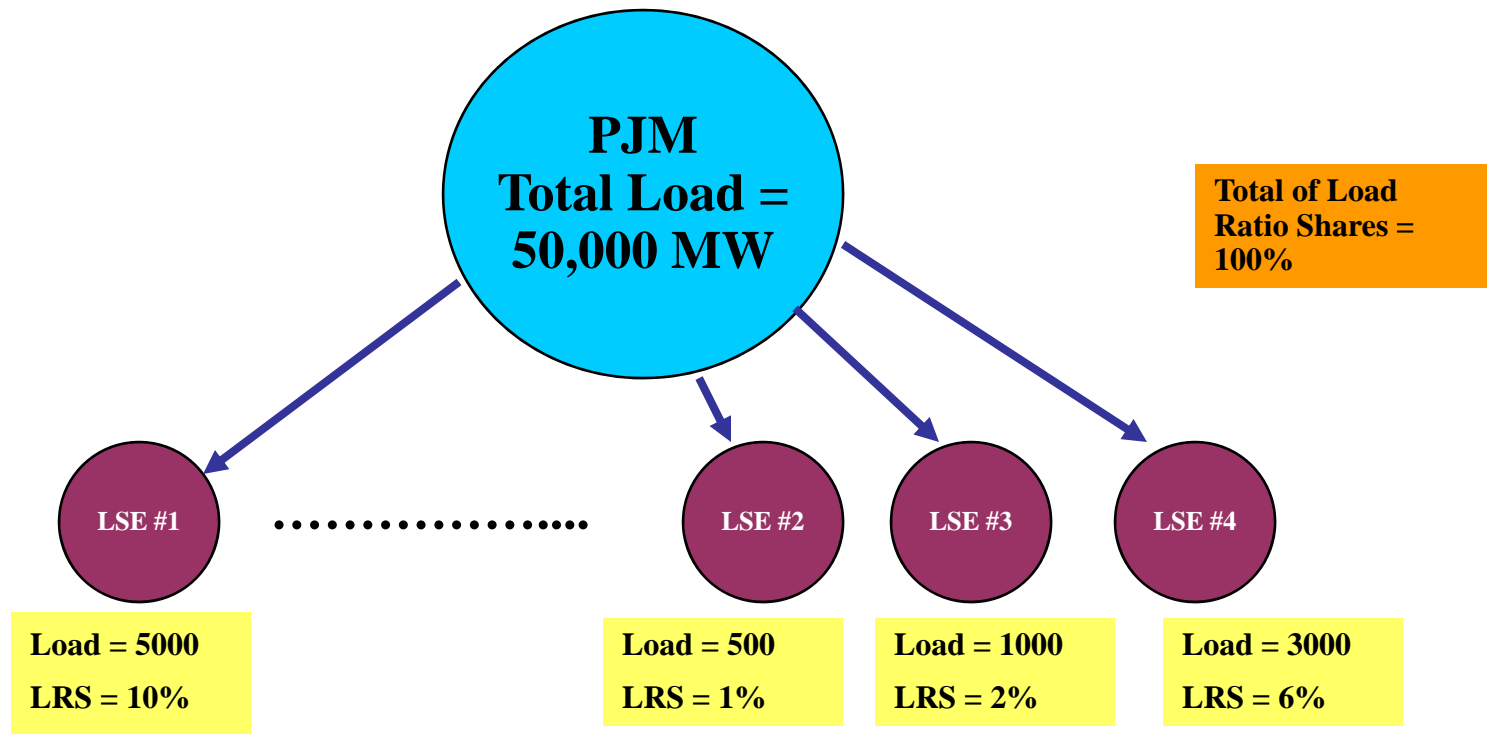 PJM
Total Load =
50,000 MW
Total of Load
Ratio Shares =
100%
LSE #1
LSE #2
LSE #3
LSE #4
Load = 5000
LRS = 10%
Load = 500
LRS = 1%
Load = 1000
LRS = 2%
Load = 3000
LRS = 6%